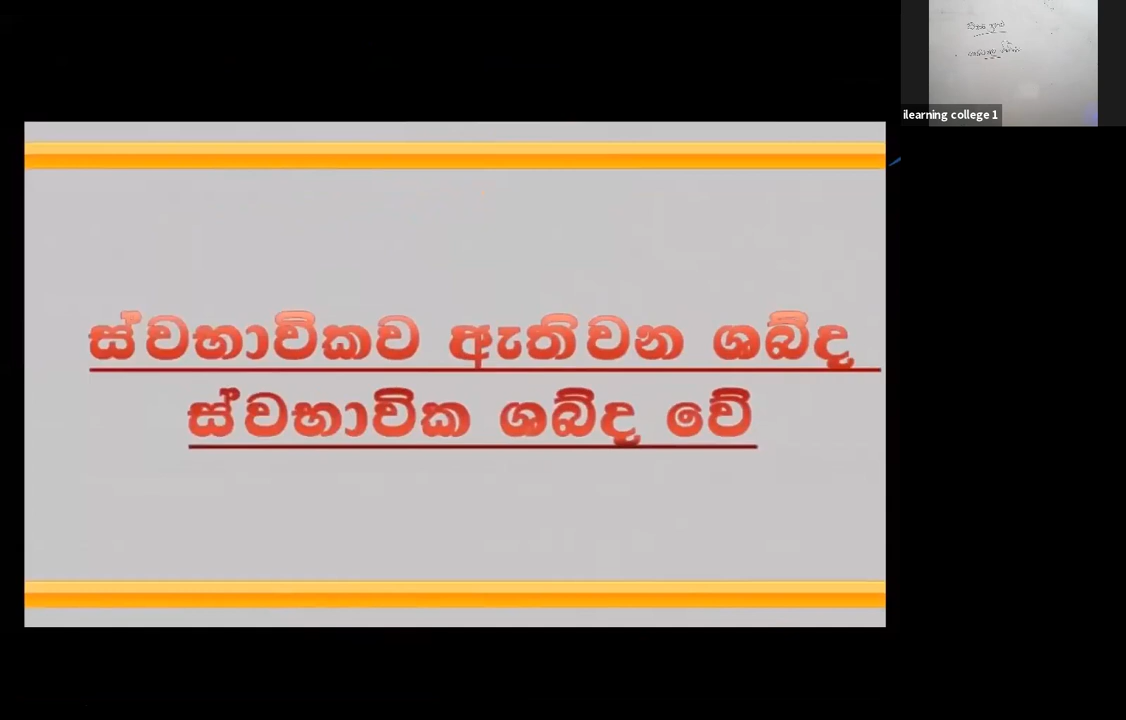 ilearning college 1
ස්වභාවිකව ඇතිවන ශබ්ද
ස්වභාවික ශබ්ද වේ